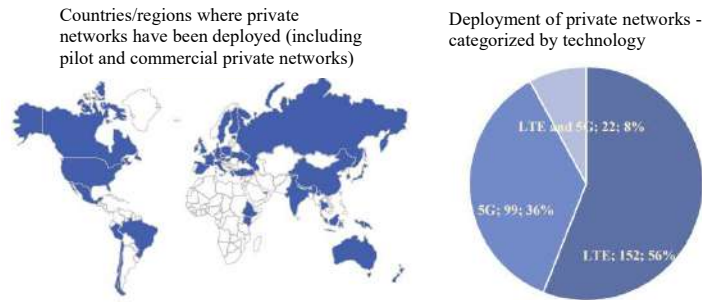 Countries/regions where private
networks have been deployed (including
pilot and commercial private networks)
Deployment of private networks -
categorized by technology
LTE and 5G; 22; 8%
5G; 99; 36%
LTE; 152; 56%